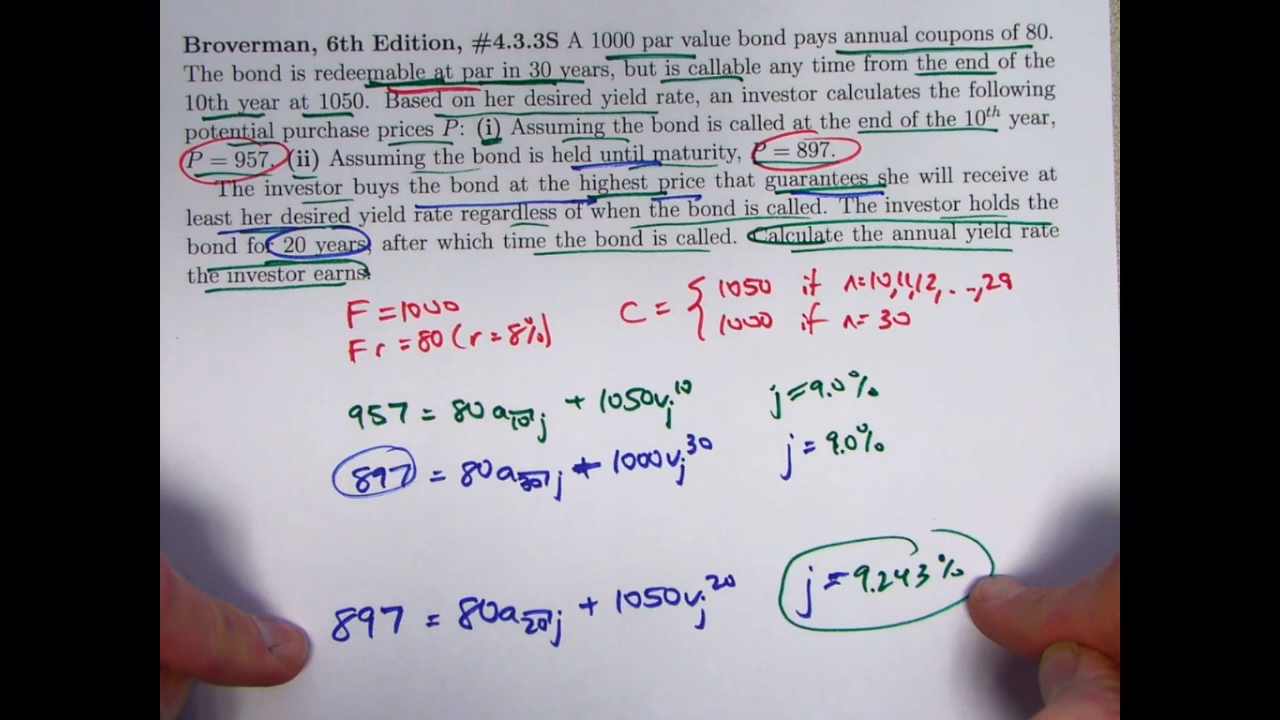 Broverman, 6th Edition, #4.3.3S A 1000 par value bond pays annual coupons of 80.
The bond is redeemable at par in 30 years, but is callable any time from the end of the
10th year at 1050. Based on her desired yield rate, an investor calculates the following
potential purchase prices P: (i) Assuming the bond is called at the end of the 10th year,
P = 957. (ii) Assuming the bond is held until maturity, P = 897.
The investor buys the bond at the highest price that guarantees she will receive at
least her desired yield rate regardless of when the bond is called. The investor holds the
bond for 20 years, after which time the bond is called. Calculate the annual yield rate
the investor earns.
F = 1000
Fr = 80 (r = 8%)
C = { 1050 if n=10,11,12, ..., 29
1000 if n = 30
957 = 80a10⌉j + 1050vj^10 j = 9.0%
897 = 80a30⌉j + 1000vj^30 j = 9.0%
897 = 80a20⌉j + 1050vj^20 j = 9.243%